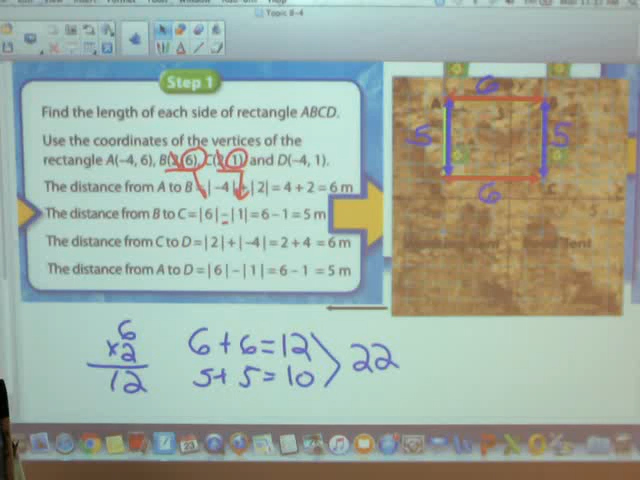 Topic 8-4
Step 1
Find the length of each side of rectangle ABCD.
Use the coordinates of the vertices of the
rectangle A(−4, 6), B(2, 6), C(2, 1) and D(−4, 1).
The distance from A to B = |−4| + |2| = 4 + 2 = 6 m
The distance from B to C = |6| − |1| = 6 − 1 = 5 m
The distance from C to D = |2| + |−4| = 2 + 4 = 6 m
The distance from A to D = |6| − |1| = 6 − 1 = 5 m
6
5
5
6
6
×2
12
6 + 6 = 12
5 + 5 = 10
22